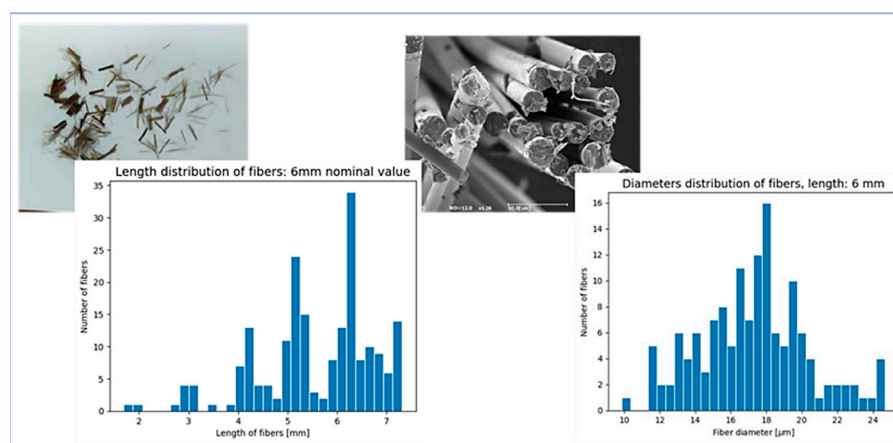 WD=12.0
Length distribution of fibers: 6mm nominal value
35
30
25
20
15
10
5
0
Number of fibers
2 3 4 5 6 7
Length of fibers [mm]
Diameters distribution of fibers, length: 6 mm
16
14
12
10
8
6
4
2
0
Number of fibers
10 12 14 16 18 20 22 24
Fiber diameter [μm]